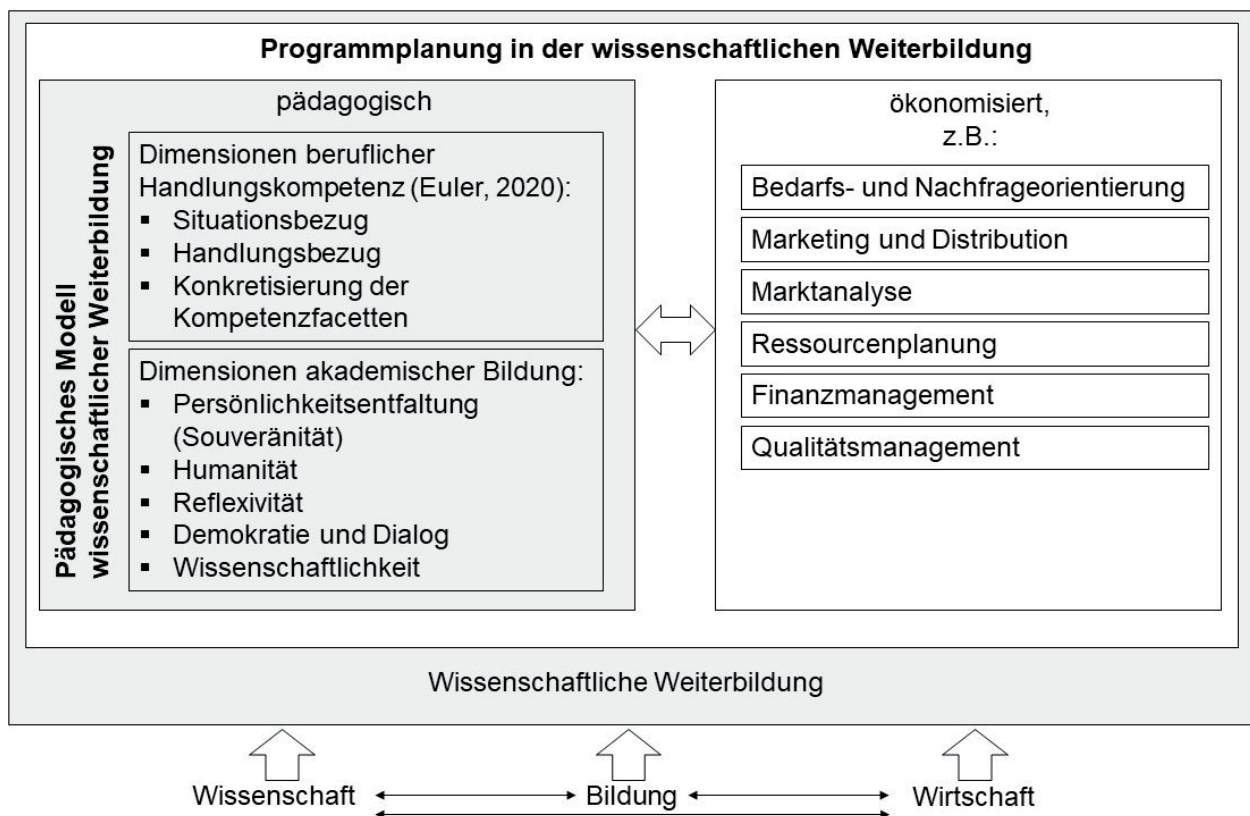 Programmplanung in der wissenschaftlichen Weiterbildung
Pädagogisches Modell
wissenschaftlicher Weiterbildung
pädagogisch
Dimensionen beruflicher
Handlungskompetenz (Euler, 2020):
▪ Situationsbezug
▪ Handlungsbezug
▪ Konkretisierung der
Kompetenzfacetten
Dimensionen akademischer Bildung:
▪ Persönlichkeitsentfaltung
(Souveränität)
▪ Humanität
▪ Reflexivität
▪ Demokratie und Dialog
▪ Wissenschaftlichkeit
ökonomisiert,
z.B.:
Bedarfs- und Nachfrageorientierung
Marketing und Distribution
Marktanalyse
Ressourcenplanung
Finanzmanagement
Qualitätsmanagement
Wissenschaftliche Weiterbildung
Wissenschaft Bildung Wirtschaft